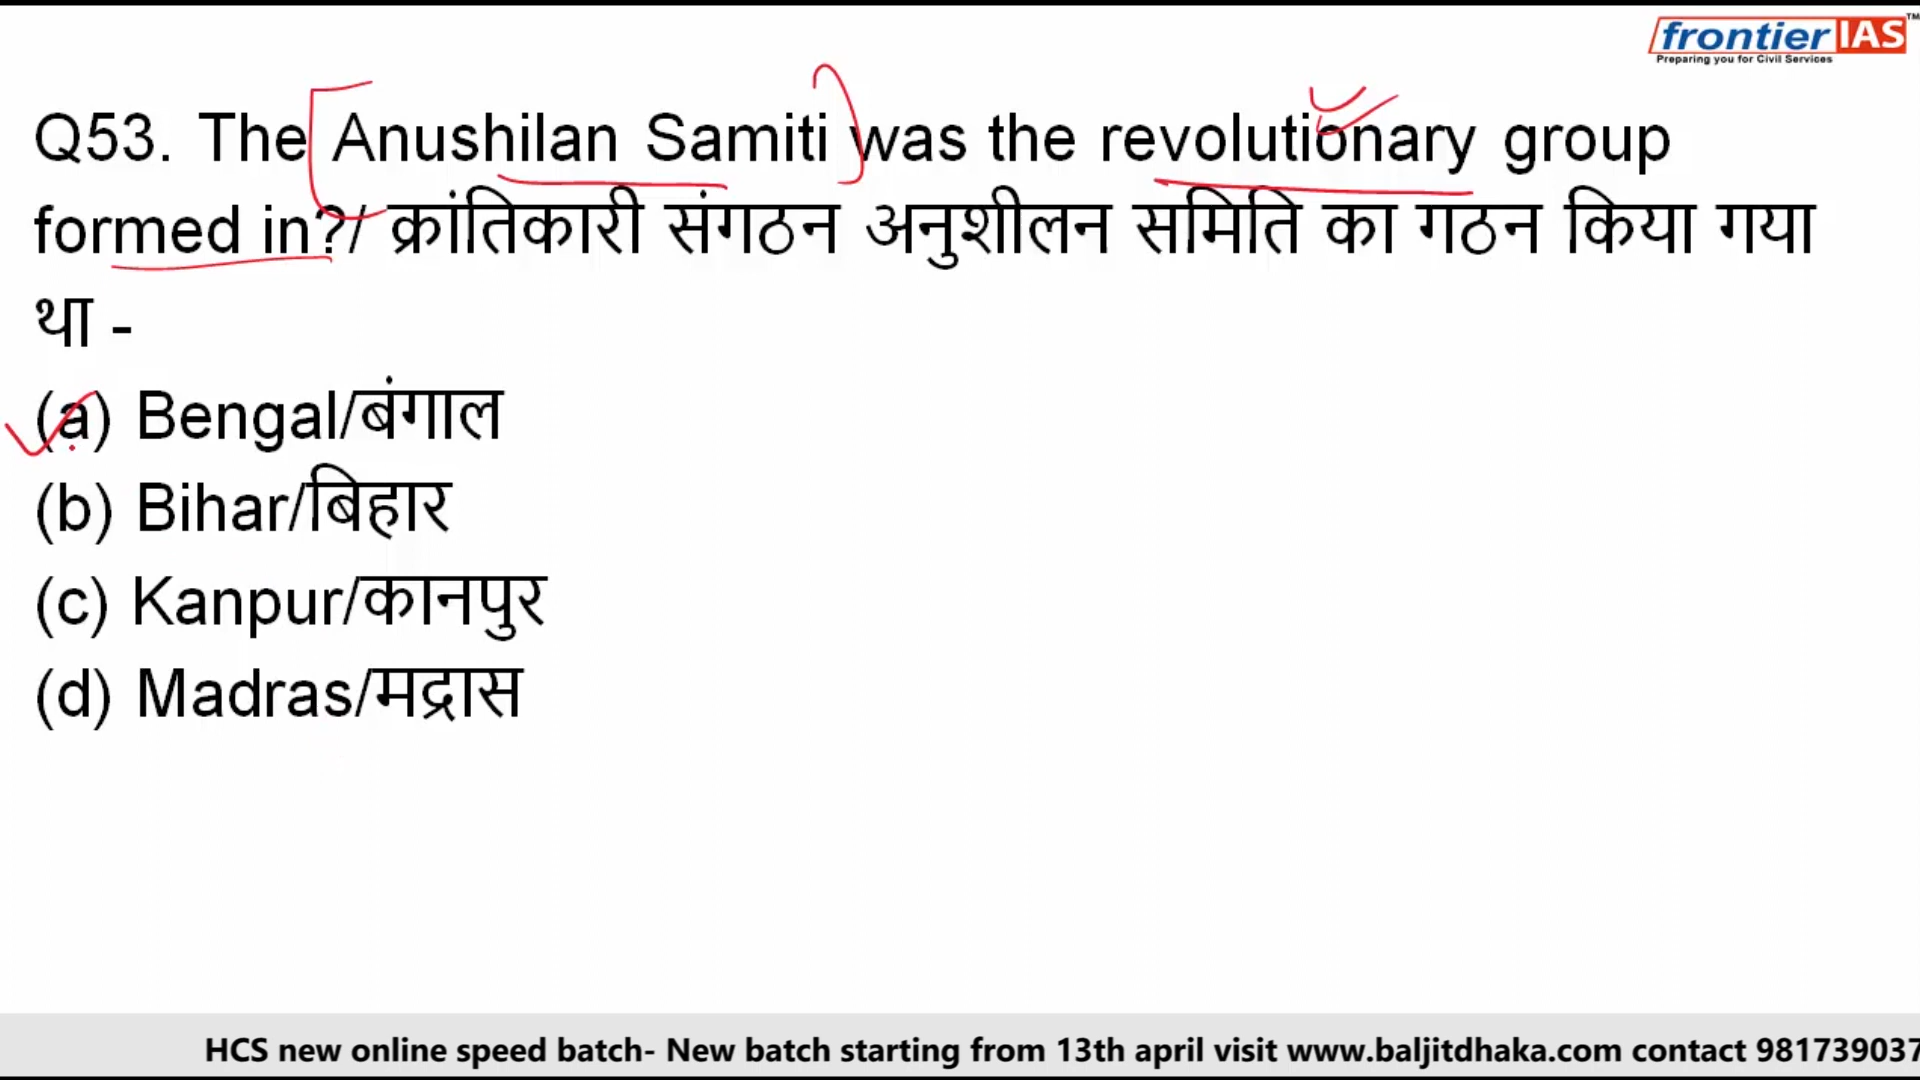 frontier IAS TM
Preparing you for Civil Services
Q53. The Anushilan Samiti was the revolutionary group
formed in?/ क्रांतिकारी संगठन अनुशीलन समिति का गठन किया गया
था -
(a) Bengal/बंगाल
(b) Bihar/बिहार
(c) Kanpur/कानपुर
(d) Madras/मद्रास
HCS new online speed batch- New batch starting from 13th april visit www.baljitdhaka.com contact 981739037